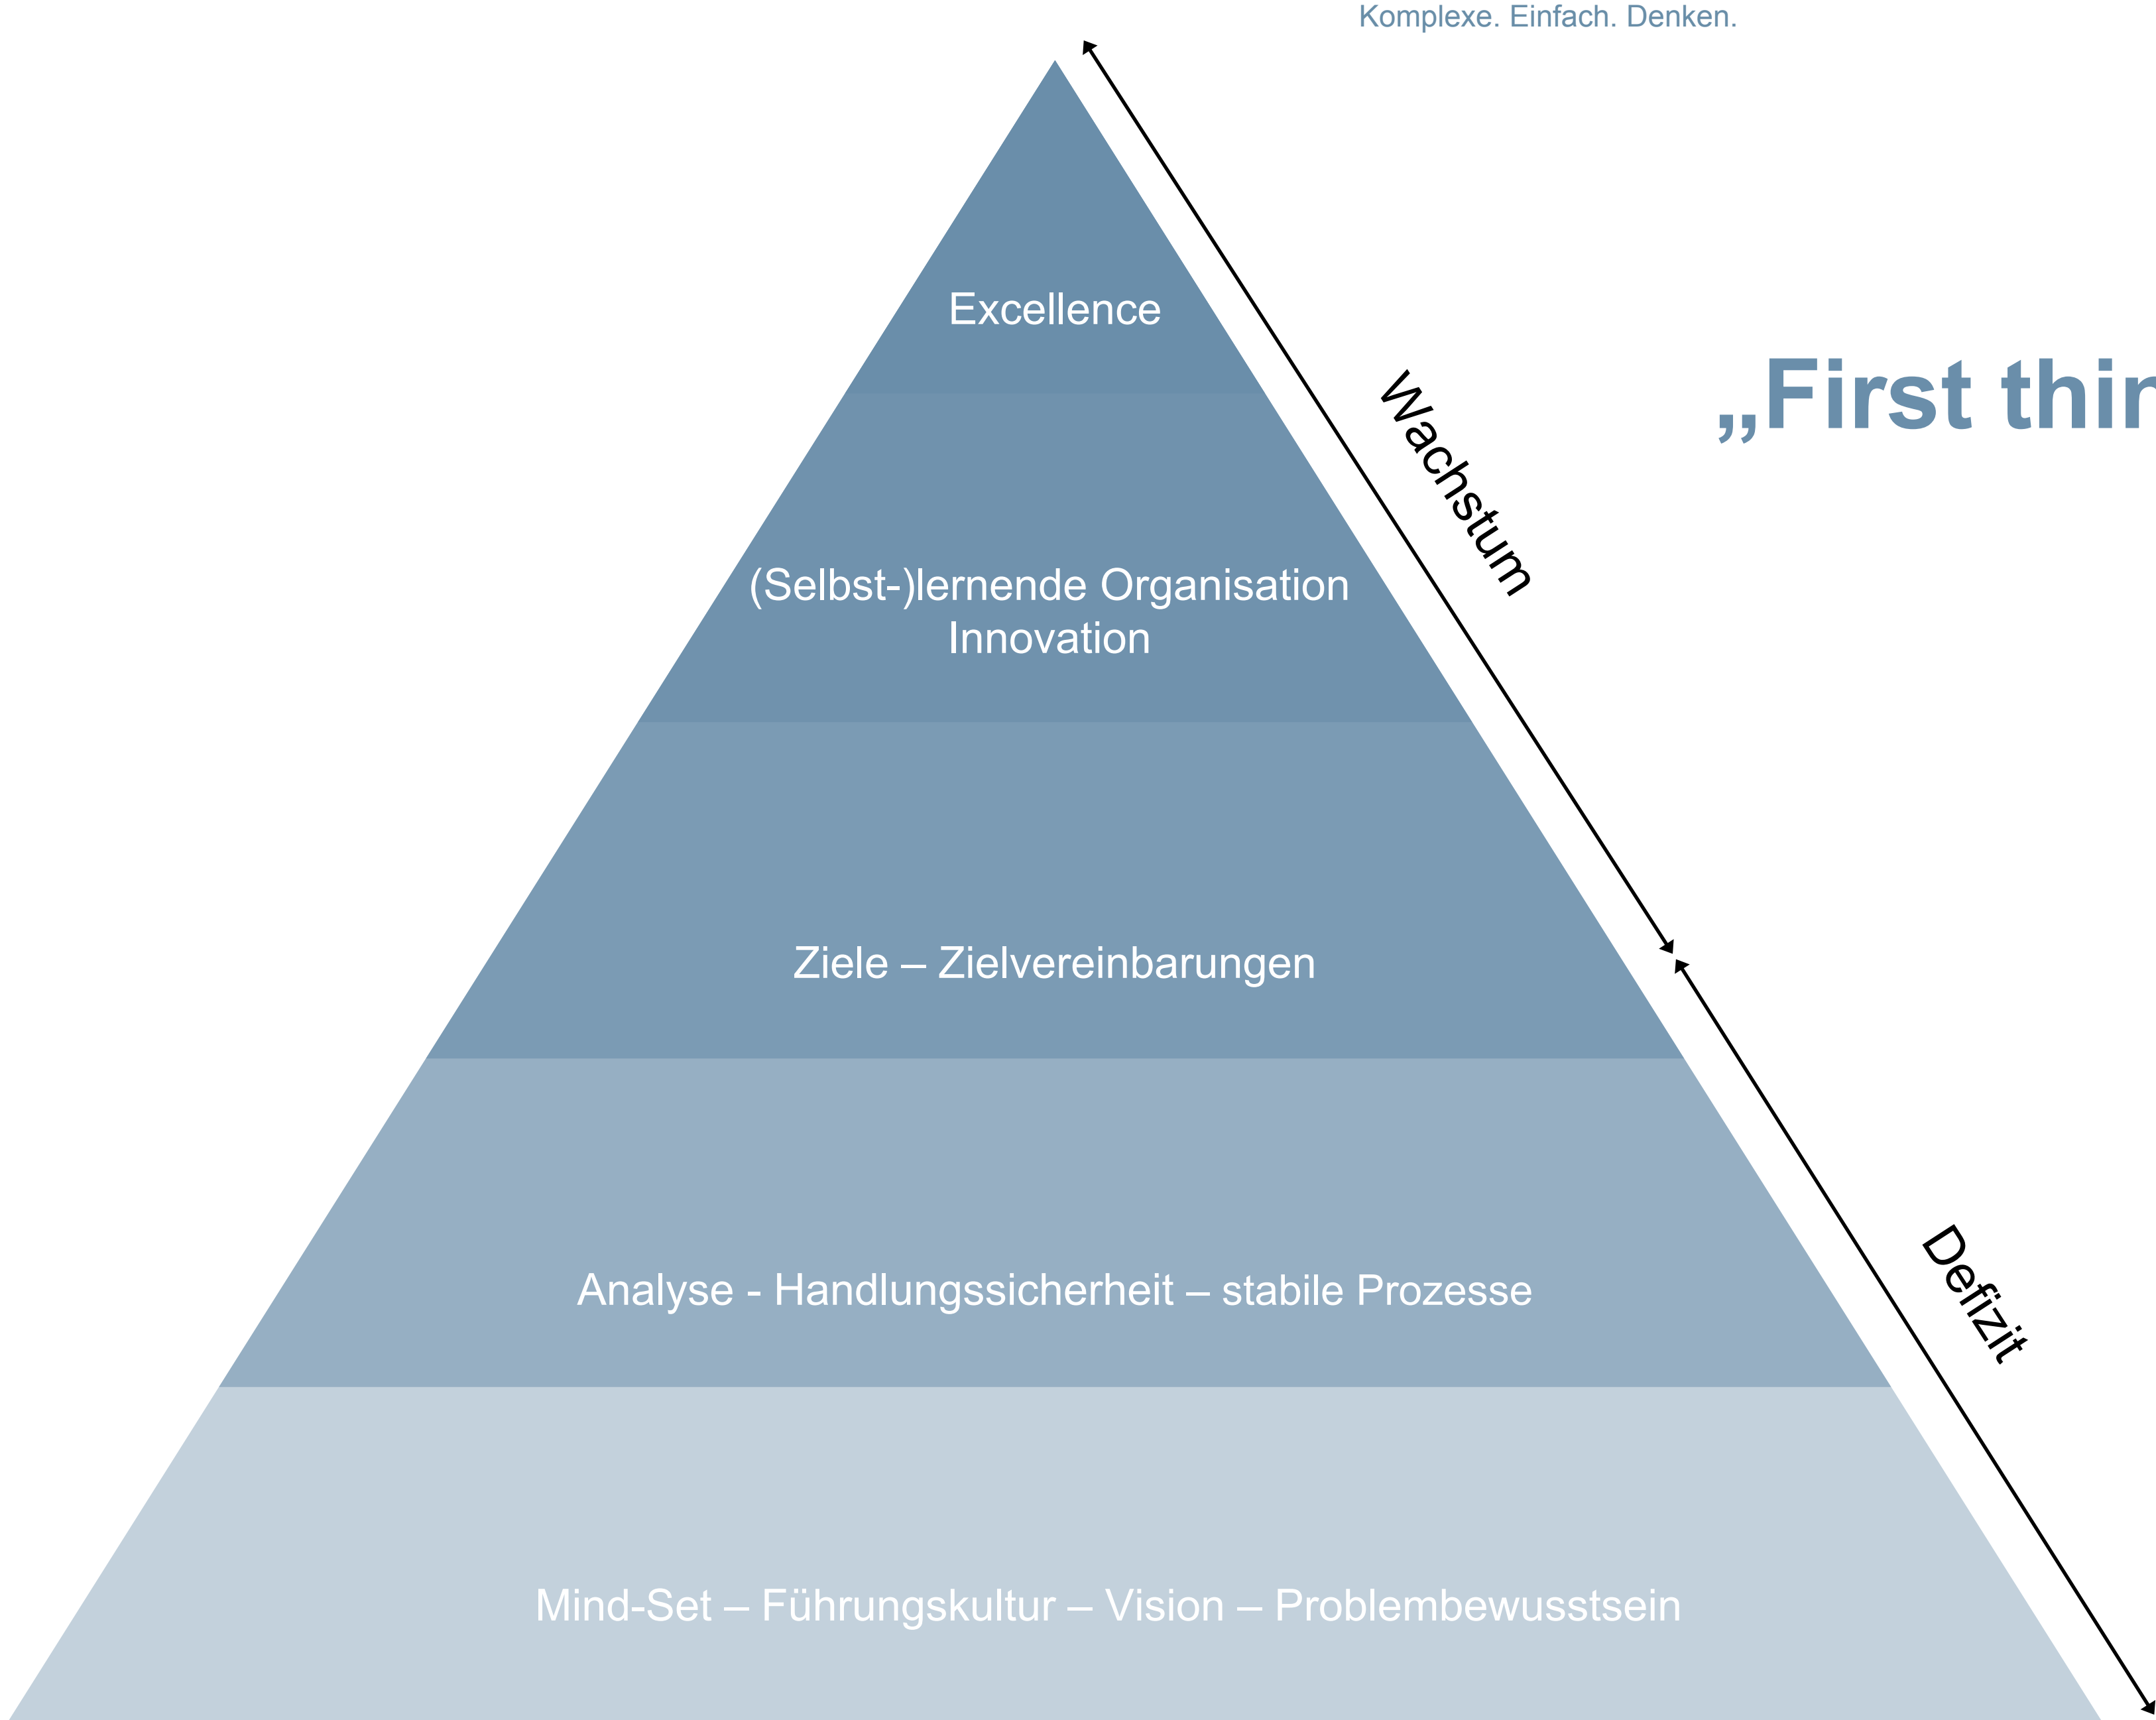 Komplexe. Einfach. Denken.
Excellence
„First
Wachstum
(Selbst-)lernende Organisation
Innovation
Ziele – Zielvereinbarungen
Analyse - Handlungssicherheit – stabile Prozesse
Defizit
Mind-Set – Führungskultur – Vision – Problembewusstsein